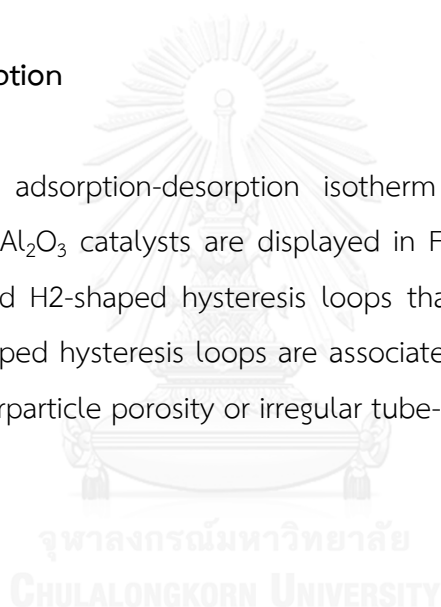 ption
adsorption-desorption isotherm
Al₂O₃ catalysts are displayed in F
d H2-shaped hysteresis loops tha
ped hysteresis loops are associate
rparticle porosity or irregular tube-
จุฬาลงกรณ์มหาวิทยาลัย
CHULALONGKORN UNIVERSITY